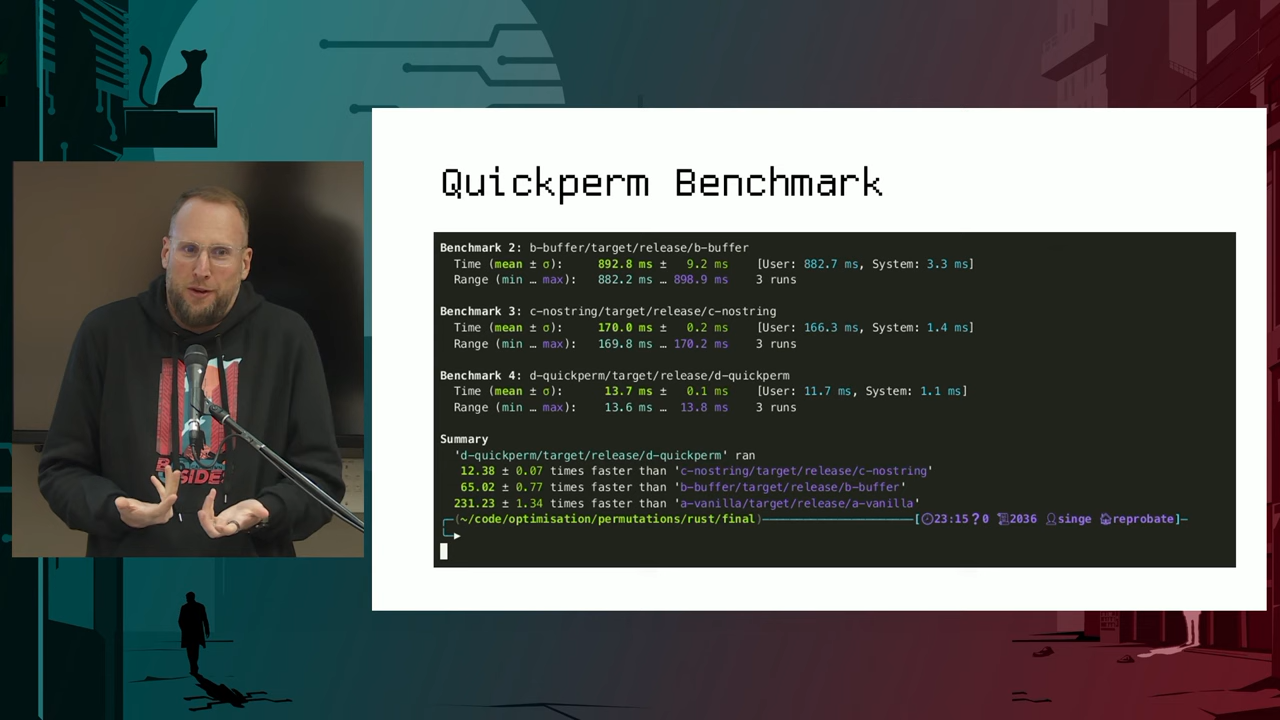 Quickperm Benchmark
Benchmark 2: b-buffer/target/release/b-buffer
Time (mean ± σ): 892.8 ms ± 9.2 ms [User: 882.7 ms, System: 3.3 ms]
Range (min … max): 882.2 ms … 898.9 ms 3 runs
Benchmark 3: c-nostring/target/release/c-nostring
Time (mean ± σ): 170.0 ms ± 0.2 ms [User: 166.3 ms, System: 1.4 ms]
Range (min … max): 169.8 ms … 170.2 ms 3 runs
Benchmark 4: d-quickperm/target/release/d-quickperm
Time (mean ± σ): 13.7 ms ± 0.1 ms [User: 11.7 ms, System: 1.1 ms]
Range (min … max): 13.6 ms … 13.8 ms 3 runs
Summary
'd-quickperm/target/release/d-quickperm' ran
12.38 ± 0.07 times faster than 'c-nostring/target/release/c-nostring'
65.02 ± 0.77 times faster than 'b-buffer/target/release/b-buffer'
231.23 ± 1.34 times faster than 'a-vanilla/target/release/a-vanilla'
(~/code/optimisation/permutations/rust/final) [23:15?0 2036 singe reprobate]